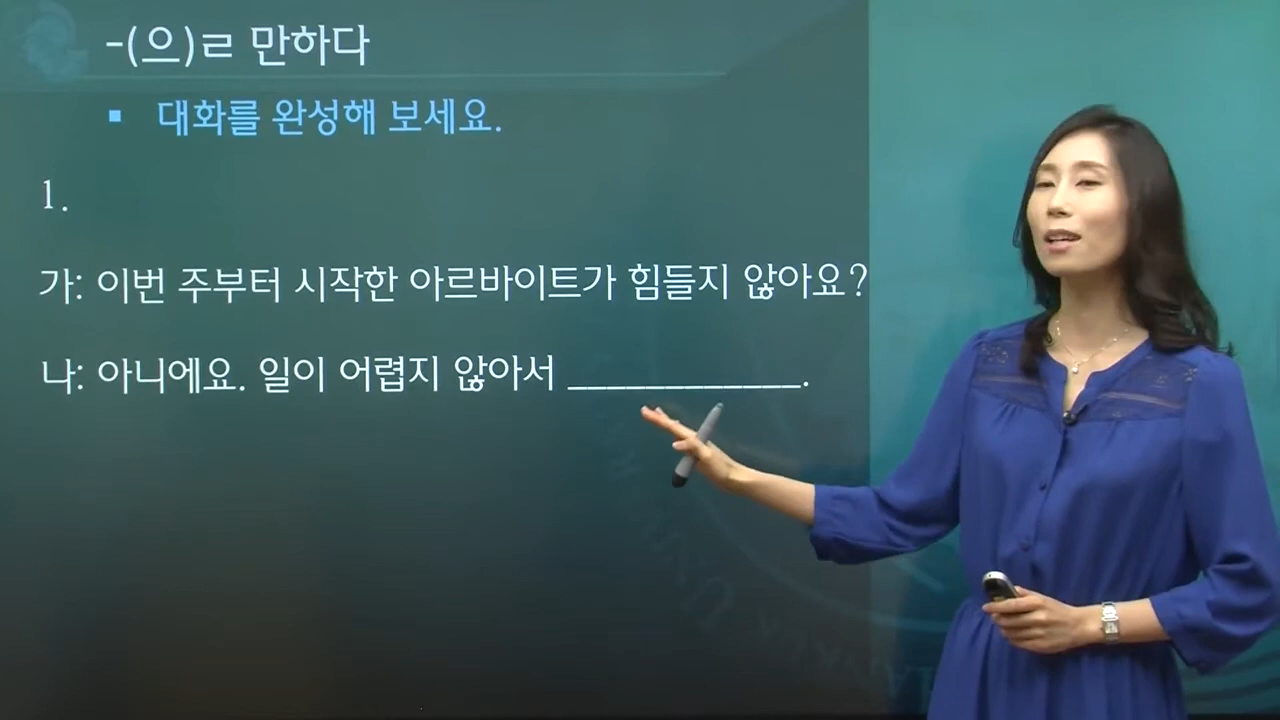 -(으)ㄹ 만하다
▪ 대화를 완성해 보세요.
1.
가: 이번 주부터 시작한 아르바이트가 힘들지 않아요?
나: 아니에요. 일이 어렵지 않아서 ____________.